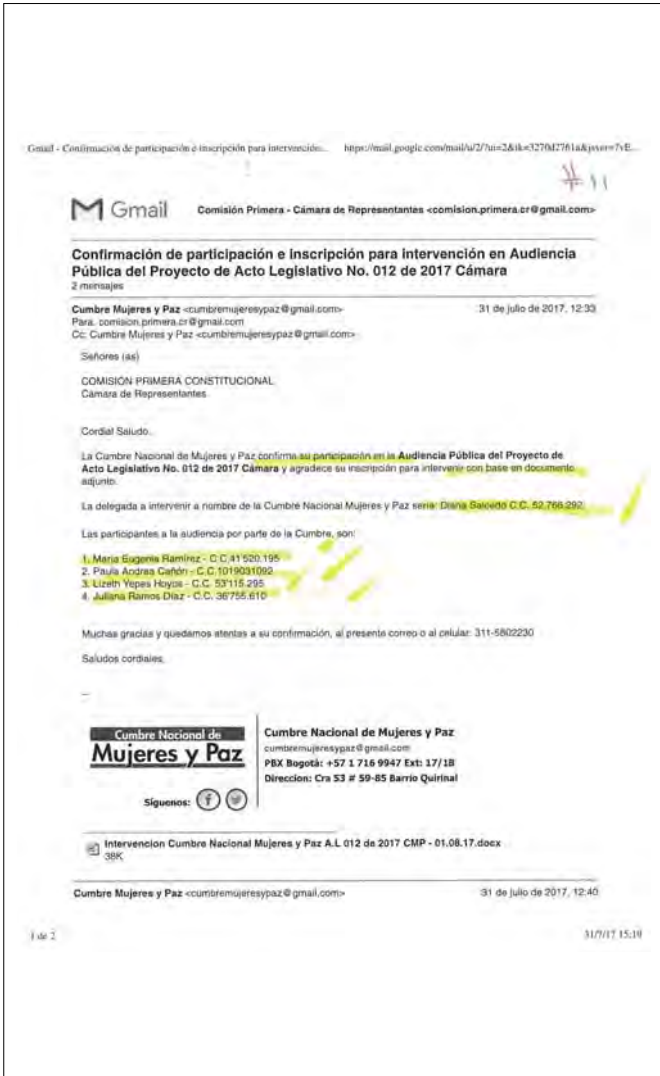 Gmail - Confirmación de participación e inscripción para intervención... https://mail.google.com/mail/u/2/?ui=2&ik=3270d2761a&jsver=7vE...
# 11
Gmail Comisión Primera - Cámara de Representantes <comision.primera.cr@gmail.com>
Confirmación de participación e inscripción para intervención en Audiencia
Pública del Proyecto de Acto Legislativo No. 012 de 2017 Cámara
2 mensajes
Cumbre Mujeres y Paz <cumbremujeresypaz@gmail.com> 31 de julio de 2017, 12:33
Para: comision.primera.cr@gmail.com
Cc: Cumbre Mujeres y Paz <cumbremujeresypaz@gmail.com>
Señores (as)
COMISIÓN PRIMERA CONSTITUCIONAL
Cámara de Representantes
Cordial Saludo.
La Cumbre Nacional de Mujeres y Paz confirma su participación en la Audiencia Pública del Proyecto de
Acto Legislativo No. 012 de 2017 Cámara y agradece su inscripción para intervenir con base en documento
adjunto.
La delegada a intervenir a nombre de la Cumbre Nacional Mujeres y Paz seria: Diana Salcedo C.C. 52.766.292
Las participantes a la audiencia por parte de la Cumbre, son:
1. Maria Eugenia Ramírez - C.C.41'520.195
2. Paula Andrea Cañón - C.C.1019031092
3. Lizeth Yepes Hoyos - C.C. 53'115.295
4. Juliana Ramos Díaz - C.C. 36'755.610
Muchas gracias y quedamos atentas a su confirmación, al presente correo o al celular: 311-5802230
Saludos cordiales,
--
Cumbre Nacional de
Mujeres y Paz
Síguenos:
Cumbre Nacional de Mujeres y Paz
cumbremujeresypaz@gmail.com
PBX Bogotá: +57 1 716 9947 Ext: 17/18
Direccion: Cra 53 # 59-85 Barrio Quirinal
Intervencion Cumbre Nacional Mujeres y Paz A.L 012 de 2017 CMP - 01.08.17.docx
38K
Cumbre Mujeres y Paz <cumbremujeresypaz@gmail.com> 31 de julio de 2017, 12:40
1 de 2 31/7/17 15:19